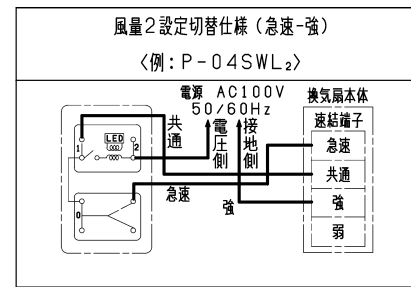 風量2設定切替仕様(急速-強)
〈例:P-04SWL₂〉
電源 AC100V
50/60Hz
換気扇本体
速結端子
急速
共通
強
弱
共通
電圧側
接地側
LED
1
2
0
急速
強